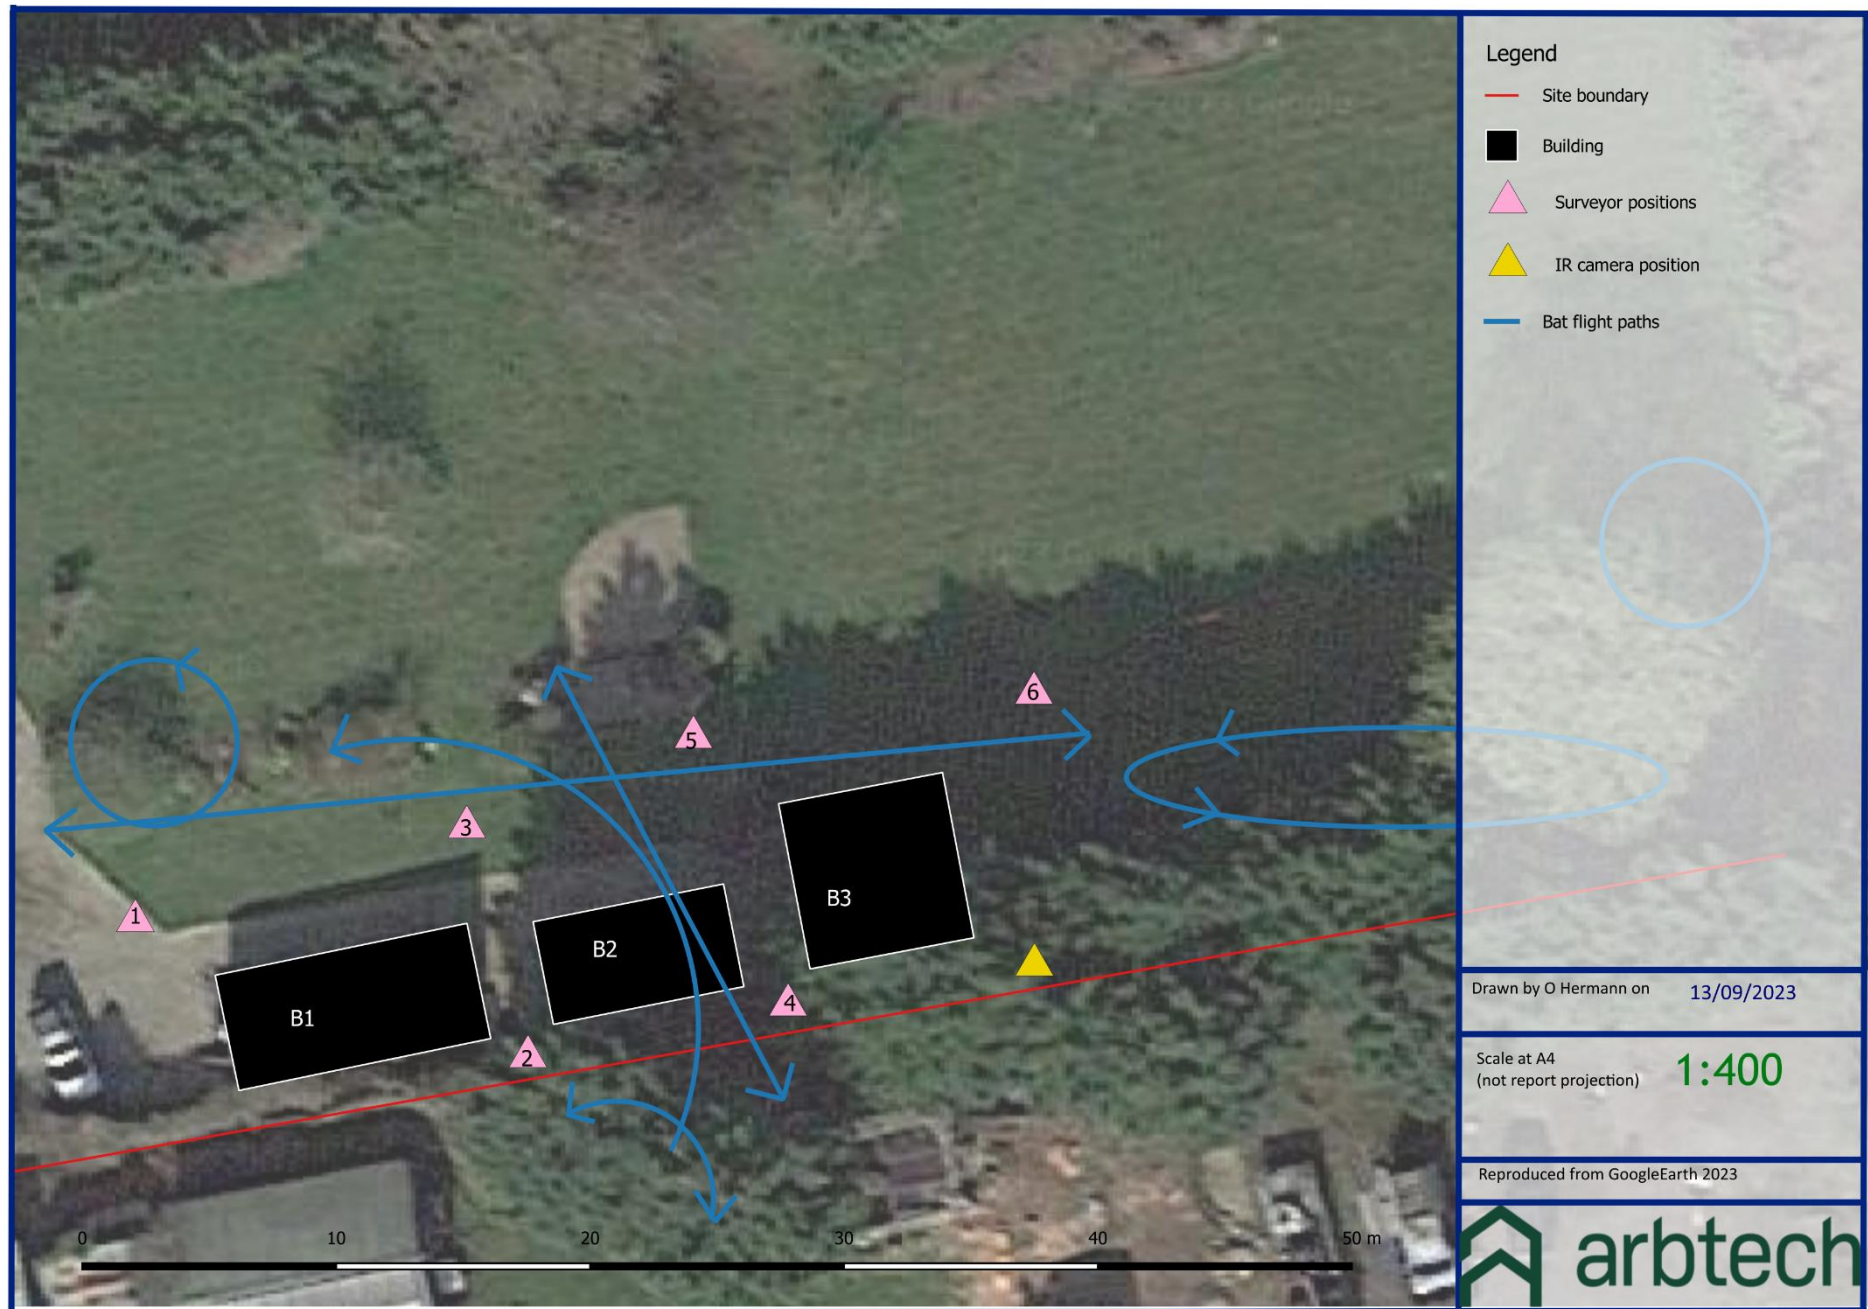 Legend
Site boundary
Building
Surveyor positions
IR camera position
Bat flight paths
6
5
3
1
B3
B2
4
B1
2
0 10 20 30 40 50 m
Drawn by O Hermann on 13/09/2023
Scale at A4
(not report projection) 1:400
Reproduced from GoogleEarth 2023
arbtech